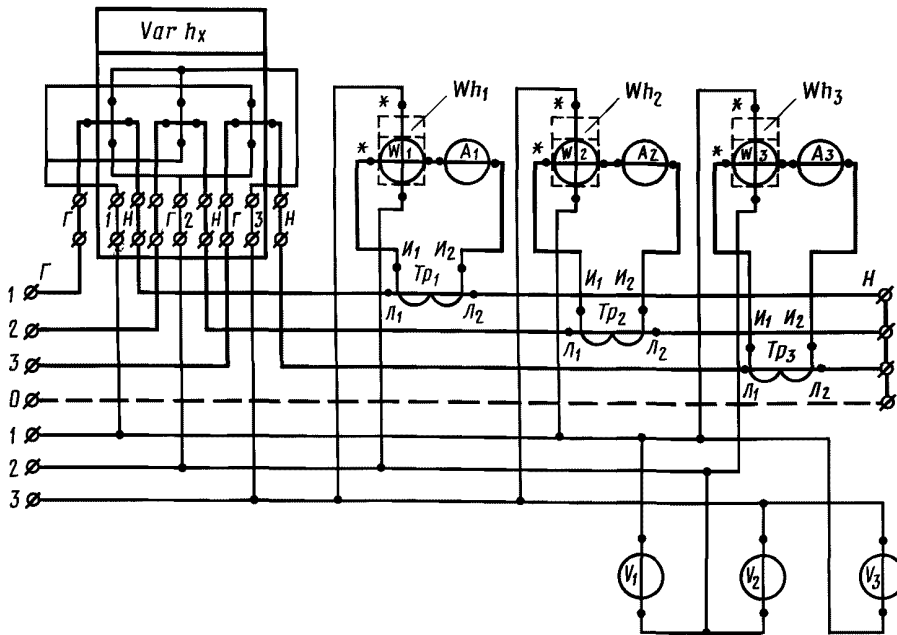 Var hₓ
Wh₁
Wh₂
Wh₃
*
*
*
* W1 A1
* W2 A2
* W3 A3
Г 1 Н Г 2 Н Г 3 Н
И₁ И₂
И₁ И₂
И₁ И₂
Тр₁
Тр₂
Тр₃
Л₁ Л₂
Л₁ Л₂
Л₁ Л₂
Г
Н
1
2
3
0
1
2
3
V₁
V₂
V₃